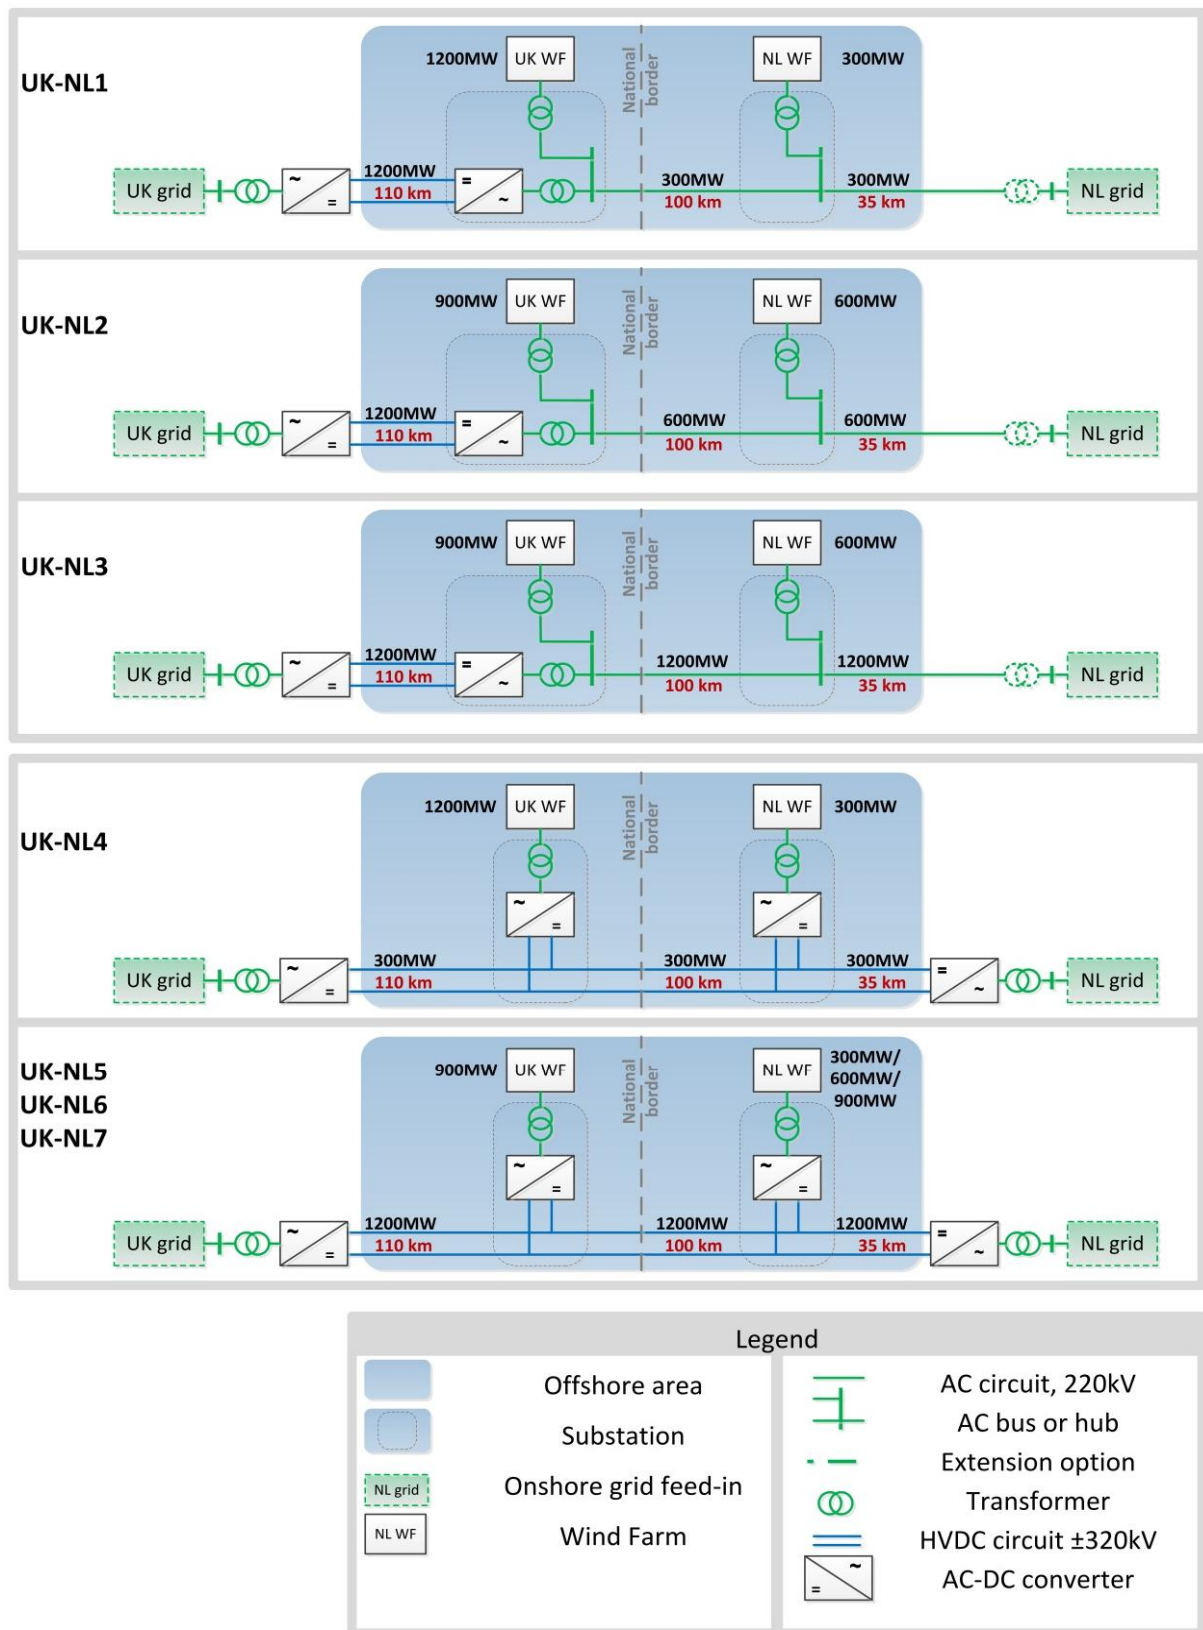 UK-NL1
1200MW
UK WF
National
border
NL WF
300MW
UK grid
~
=
1200MW
110 km
=
~
300MW
100 km
300MW
35 km
NL grid
UK-NL2
900MW
UK WF
National
border
NL WF
600MW
UK grid
~
=
1200MW
110 km
=
~
600MW
100 km
600MW
35 km
NL grid
UK-NL3
900MW
UK WF
National
border
NL WF
600MW
UK grid
~
=
1200MW
110 km
=
~
1200MW
100 km
1200MW
35 km
NL grid
UK-NL4
1200MW
UK WF
National
border
NL WF
300MW
~
=
~
=
UK grid
~
=
300MW
110 km
300MW
100 km
300MW
35 km
=
~
NL grid
UK-NL5
UK-NL6
UK-NL7
900MW
UK WF
National
border
NL WF
300MW/
600MW/
900MW
~
=
~
=
UK grid
~
=
1200MW
110 km
1200MW
100 km
1200MW
35 km
=
~
NL grid
Legend
Offshore area
Substation
NL grid
Onshore grid feed-in
NL WF
Wind Farm
AC circuit, 220kV
AC bus or hub
Extension option
Transformer
HVDC circuit ±320kV
~
=
AC-DC converter